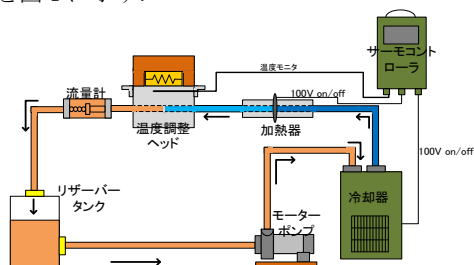 サーモコント
ローラ
温度モニタ
流量計
100V on/off
温度調整
ヘッド
加熱器
100V on/off
リザーバー
タンク
冷却器
モーター
ポンプ